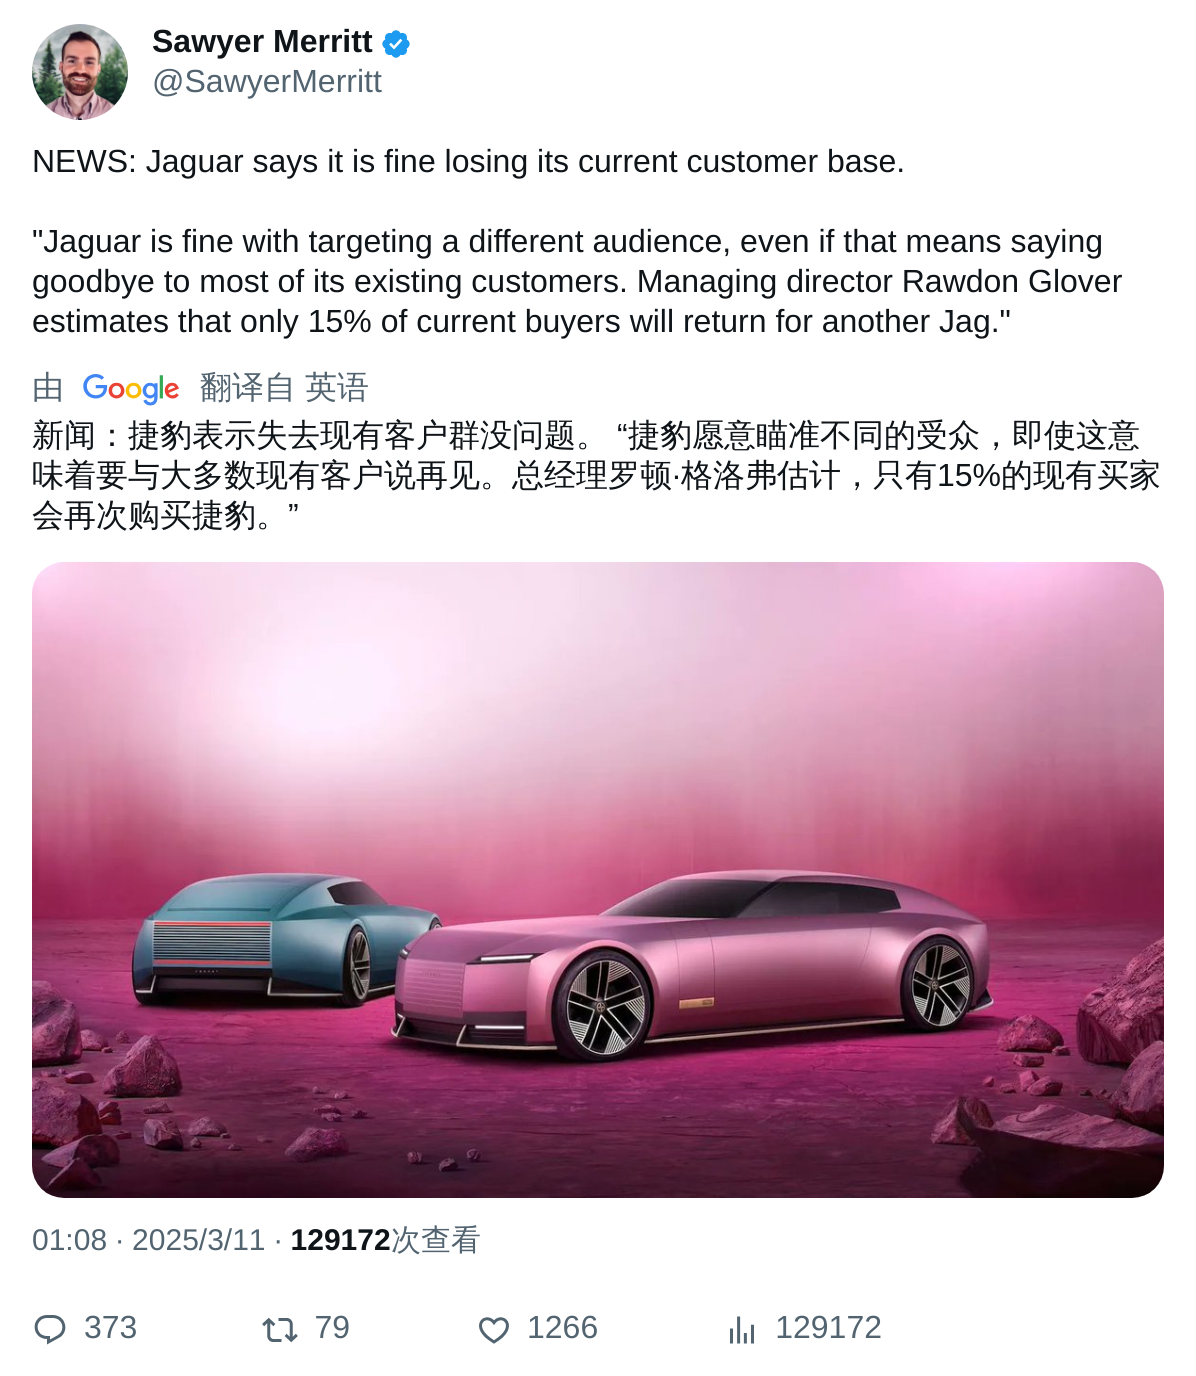 Sawyer Merritt
@SawyerMerritt
NEWS: Jaguar says it is fine losing its current customer base.
"Jaguar is fine with targeting a different audience, even if that means saying
goodbye to most of its existing customers. Managing director Rawdon Glover
estimates that only 15% of current buyers will return for another Jag."
由 Google 翻译自 英语
新闻：捷豹表示失去现有客户群没问题。 “捷豹愿意瞄准不同的受众，即使这意
味着要与大多数现有客户说再见。总经理罗顿·格洛弗估计，只有15%的现有买家
会再次购买捷豹。”
01:08 · 2025/3/11 · 129172次查看
373 79 1266 129172